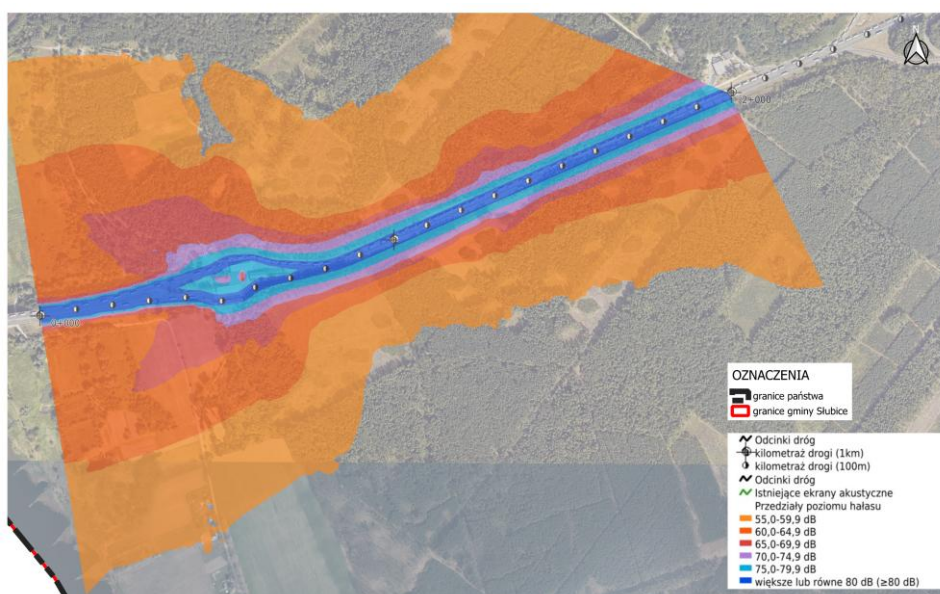 2+000
0+000
OZNACZENIA
granice państwa
granice gminy Słubice
Odcinki dróg
kilometraż drogi (1km)
kilometraż drogi (100m)
Odcinki dróg
Istniejące ekrany akustyczne
Przedziały poziomu hałasu
55,0-59,9 dB
60,0-64,9 dB
65,0-69,9 dB
70,0-74,9 dB
75,0-79,9 dB
większe lub równe 80 dB (≥80 dB)